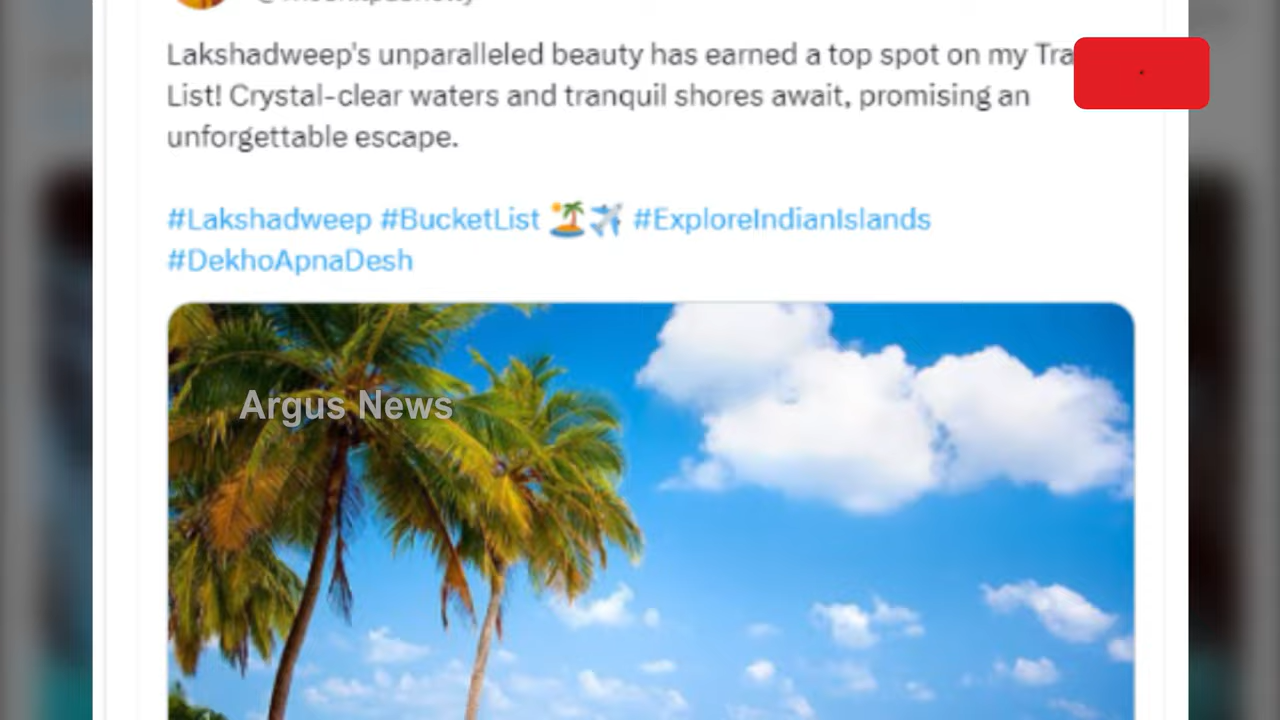 Lakshadweep's unparalleled beauty has earned a top spot on my
List! Crystal-clear waters and tranquil shores await, promising an
unforgettable escape.
#Lakshadweep #BucketList 🏝️✈️ #ExploreIndianIslands
#DekhoApnaDesh
Argus News